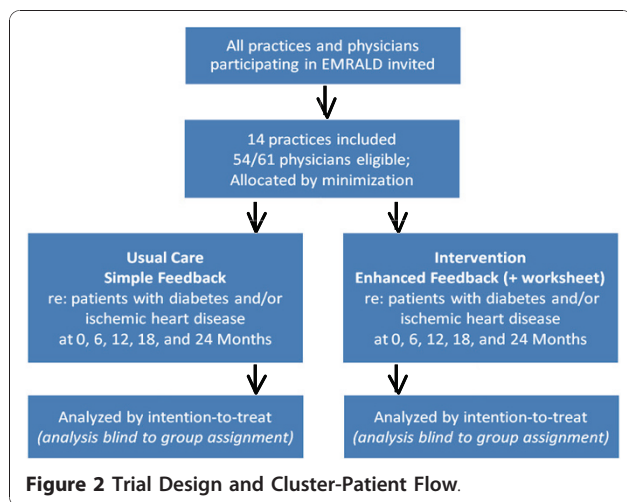 All practices and physicians
participating in EMRALD invited
14 practices included
54/61 physicians eligible;
Allocated by minimization
Usual Care
Simple Feedback
re: patients with diabetes and/or
ischemic heart disease
at 0, 6, 12, 18, and 24 Months
Intervention
Enhanced Feedback (+ worksheet)
re: patients with diabetes and/or
ischemic heart disease
at 0, 6, 12, 18, and 24 Months
Analyzed by intention-to-treat
(analysis blind to group assignment)
Analyzed by intention-to-treat
(analysis blind to group assignment)
Figure 2 Trial Design and Cluster-Patient Flow.